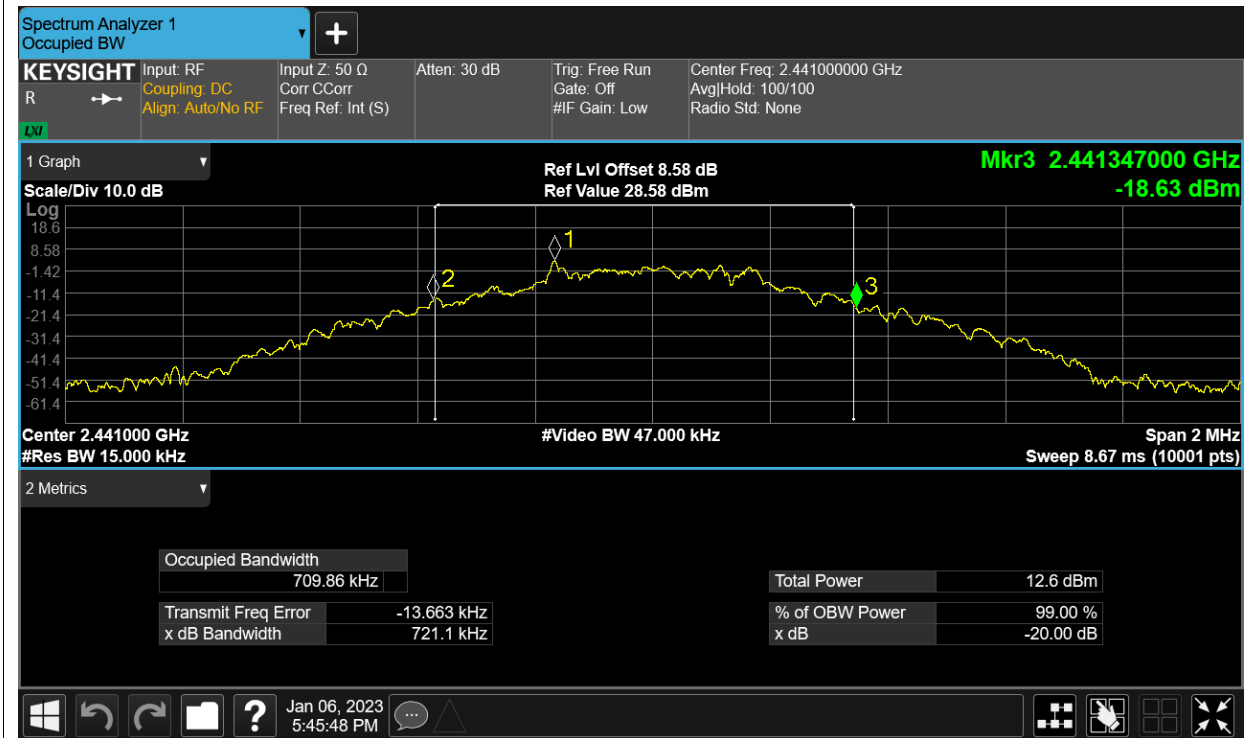 Spectrum Analyzer 1
Occupied BW
KEYSIGHT
R
LXI
Input: RF
Coupling: DC
Align: Auto/No RF
Input Z: 50 Ω
Corr CCorr
Freq Ref: Int (S)
Atten: 30 dB
Trig: Free Run
Gate: Off
#IF Gain: Low
Center Freq: 2.441000000 GHz
Avg|Hold: 100/100
Radio Std: None
1 Graph
Scale/Div 10.0 dB
Ref Lvl Offset 8.58 dB
Ref Value 28.58 dBm
Mkr3 2.441347000 GHz
-18.63 dBm
Log
18.6
8.58
-1.42
-11.4
-21.4
-31.4
-41.4
-51.4
-61.4
1
2
3
Center 2.441000 GHz
#Res BW 15.000 kHz
#Video BW 47.000 kHz
Span 2 MHz
Sweep 8.67 ms (10001 pts)
2 Metrics
Occupied Bandwidth
709.86 kHz
Transmit Freq Error -13.663 kHz
x dB Bandwidth 721.1 kHz
Total Power 12.6 dBm
% of OBW Power 99.00 %
x dB -20.00 dB
?
Jan 06, 2023
5:45:48 PM